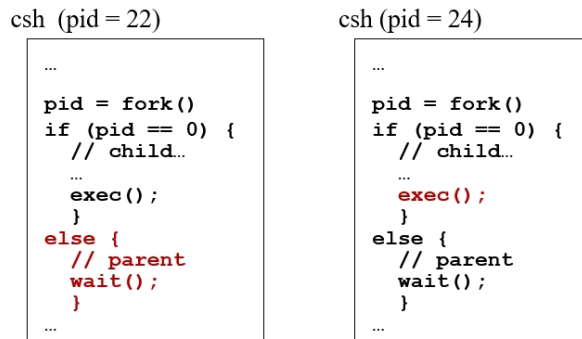 csh (pid = 22)
…
pid = fork()
if (pid == 0) {
// child…
…
exec();
}
else {
// parent
wait();
}
…
csh (pid = 24)
…
pid = fork()
if (pid == 0) {
// child…
…
exec();
}
else {
// parent
wait();
}
…